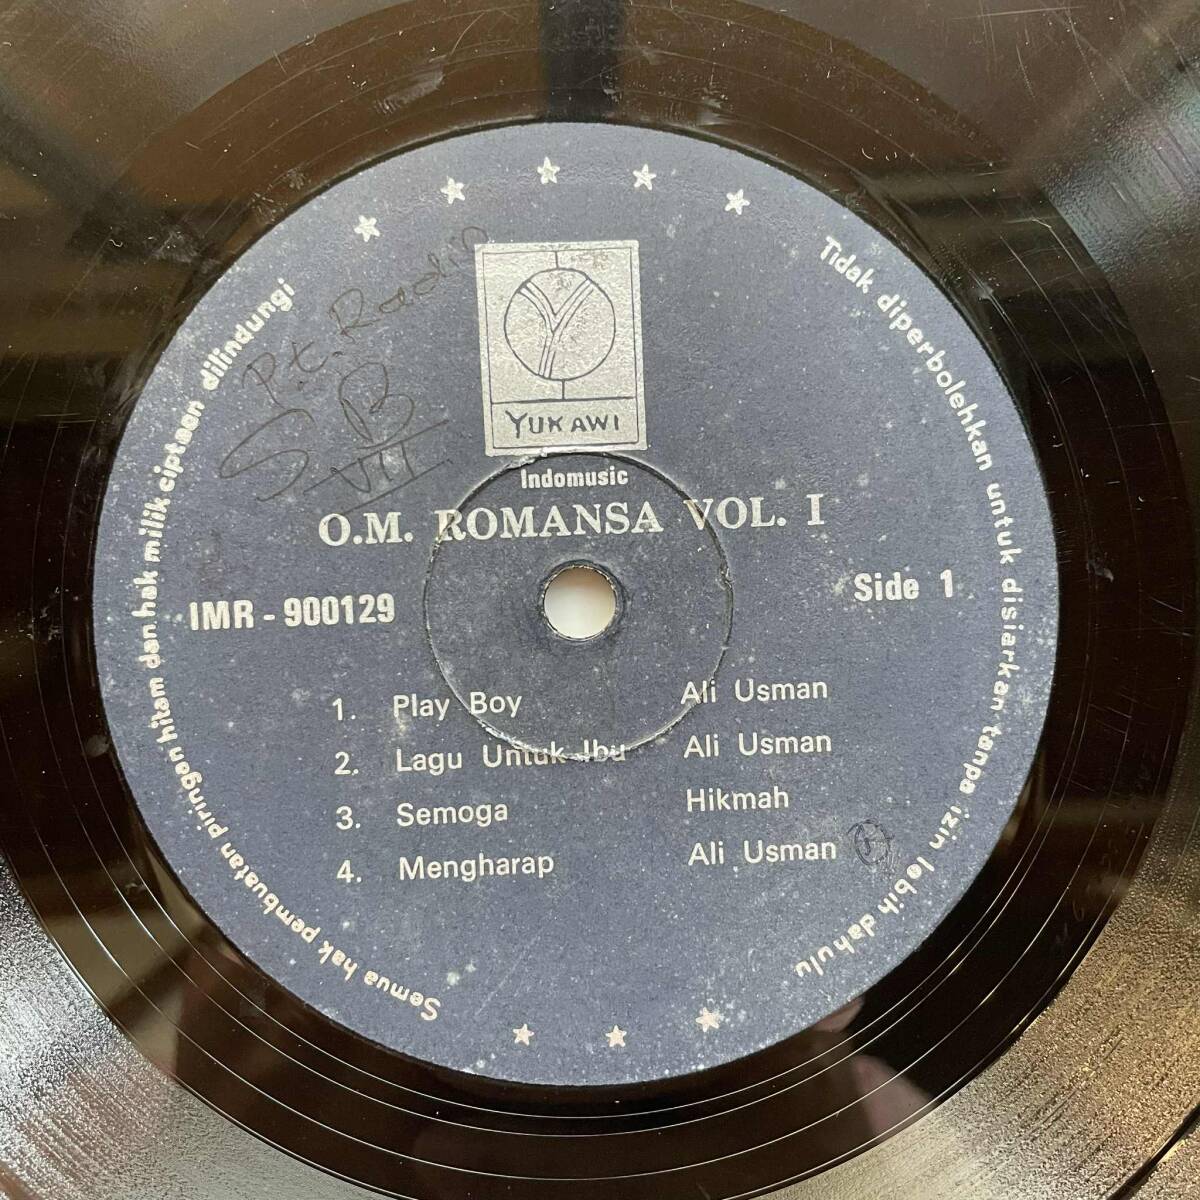 Semua hak pembuatan piringan hitam dan hak milik ciptaan dilindungi
Tidak diperbolehkan untuk disiarkan tanpa izin lebih dahulu
P.t. Radio
S B
VII
YUKAWI
Indomusic
O.M. ROMANSA VOL. I
IMR - 900129
Side 1
1. Play Boy Ali Usman
2. Lagu Untuk Ibu Ali Usman
3. Semoga Hikmah
4. Mengharap Ali Usman